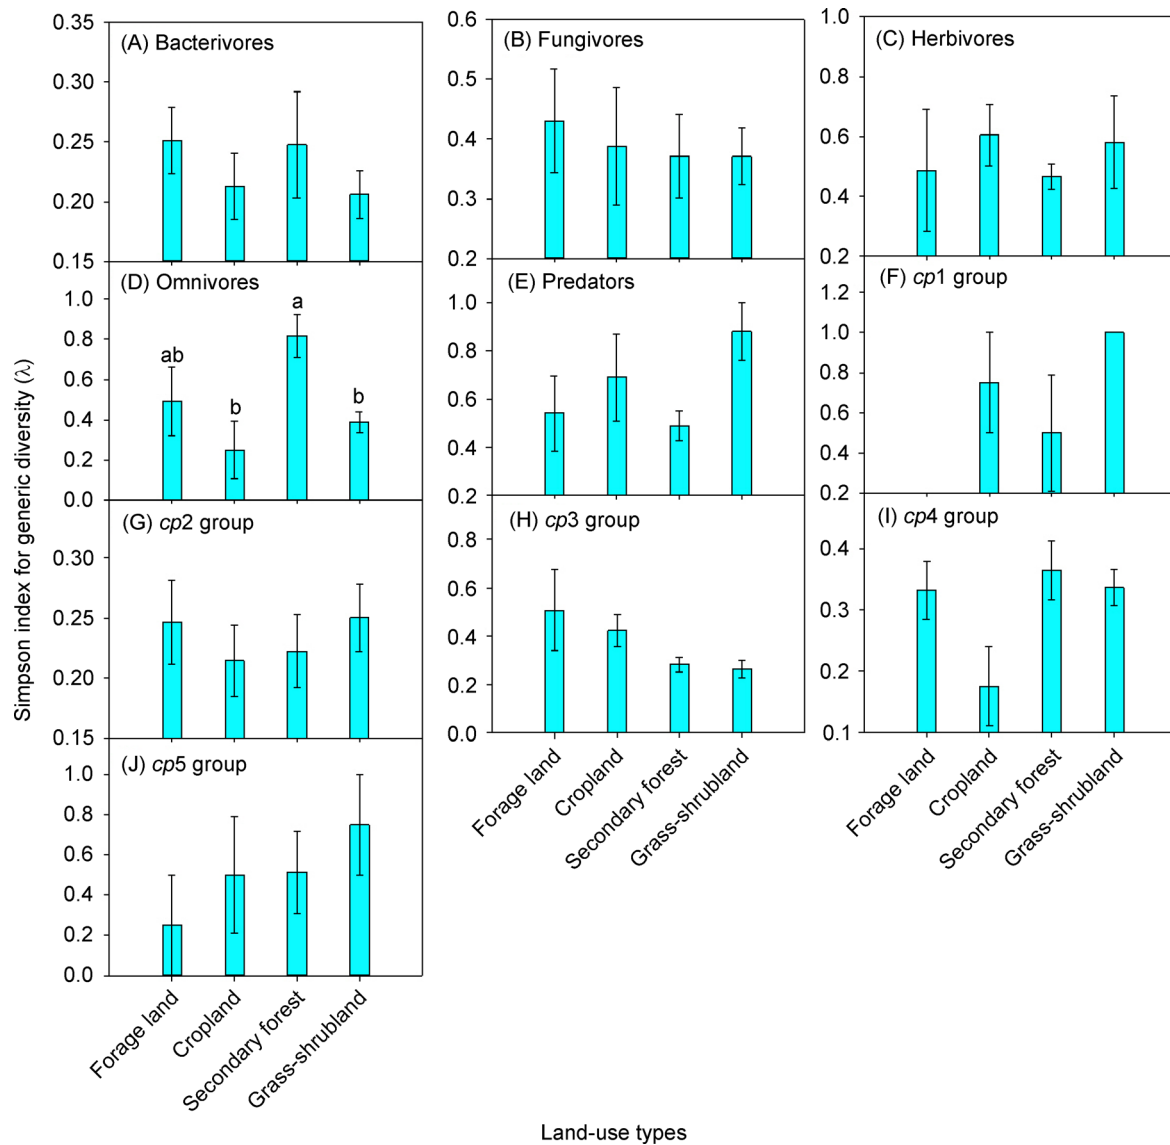 Simpson index for generic diversity (λ)
(A) Bacterivores
0.35
0.30
0.25
0.20
0.15
(B) Fungivores
0.6
0.5
0.4
0.3
0.2
(C) Herbivores
1.0
0.8
0.6
0.4
0.2
(D) Omnivores
1.0
0.8
0.6
0.4
0.2
0.0
ab
b
a
b
(E) Predators
1.0
0.8
0.6
0.4
0.2
(F) cp1 group
1.2
1.0
0.8
0.6
0.4
0.2
(G) cp2 group
0.30
0.25
0.20
0.15
(H) cp3 group
0.8
0.6
0.4
0.2
0.0
Forage land
Cropland
Secondary forest
Grass-shrubland
(I) cp4 group
0.4
0.3
0.2
0.1
Forage land
Cropland
Secondary forest
Grass-shrubland
(J) cp5 group
1.0
0.8
0.6
0.4
0.2
0.0
Forage land
Cropland
Secondary forest
Grass-shrubland
Land-use types